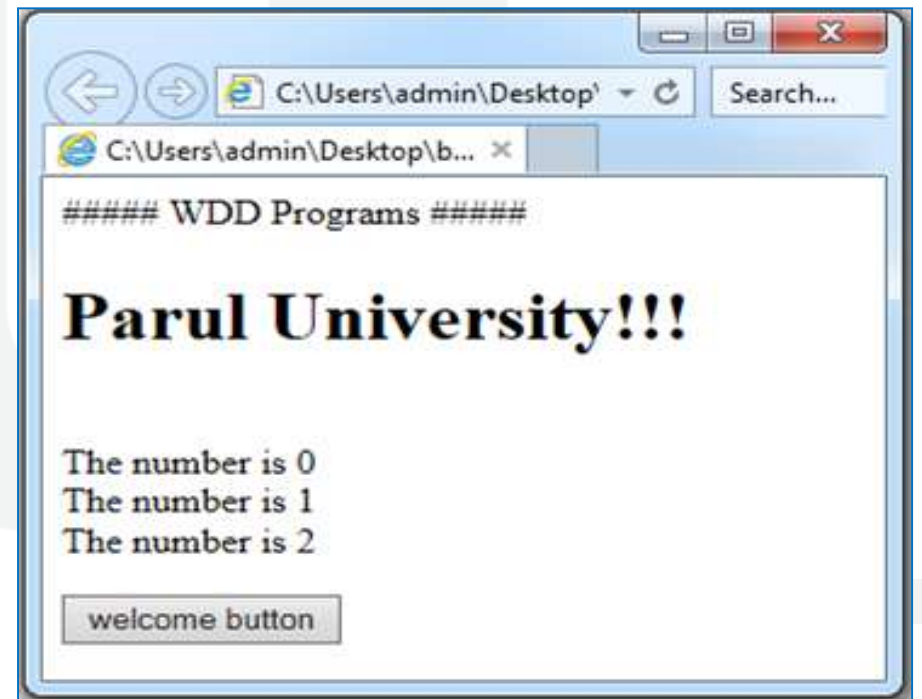 C:\Users\admin\Desktop\
Search...
C:\Users\admin\Desktop\b...
##### WDD Programs #####
Parul University!!!
The number is 0
The number is 1
The number is 2
welcome button